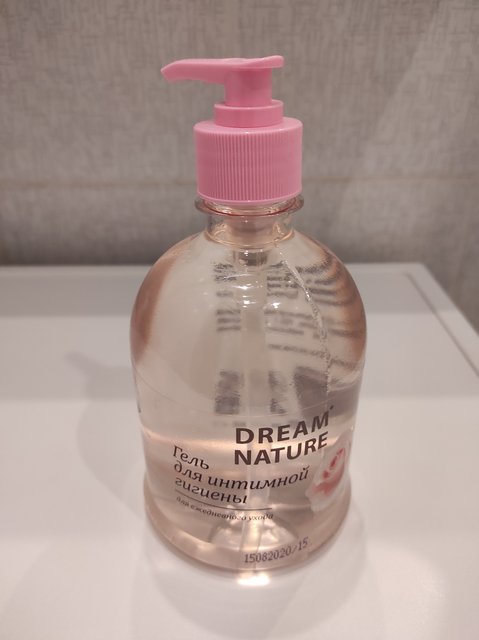 DREAM
NATURE
Гель
для интимной
гигиены
для ежедневного ухода
15082020/15